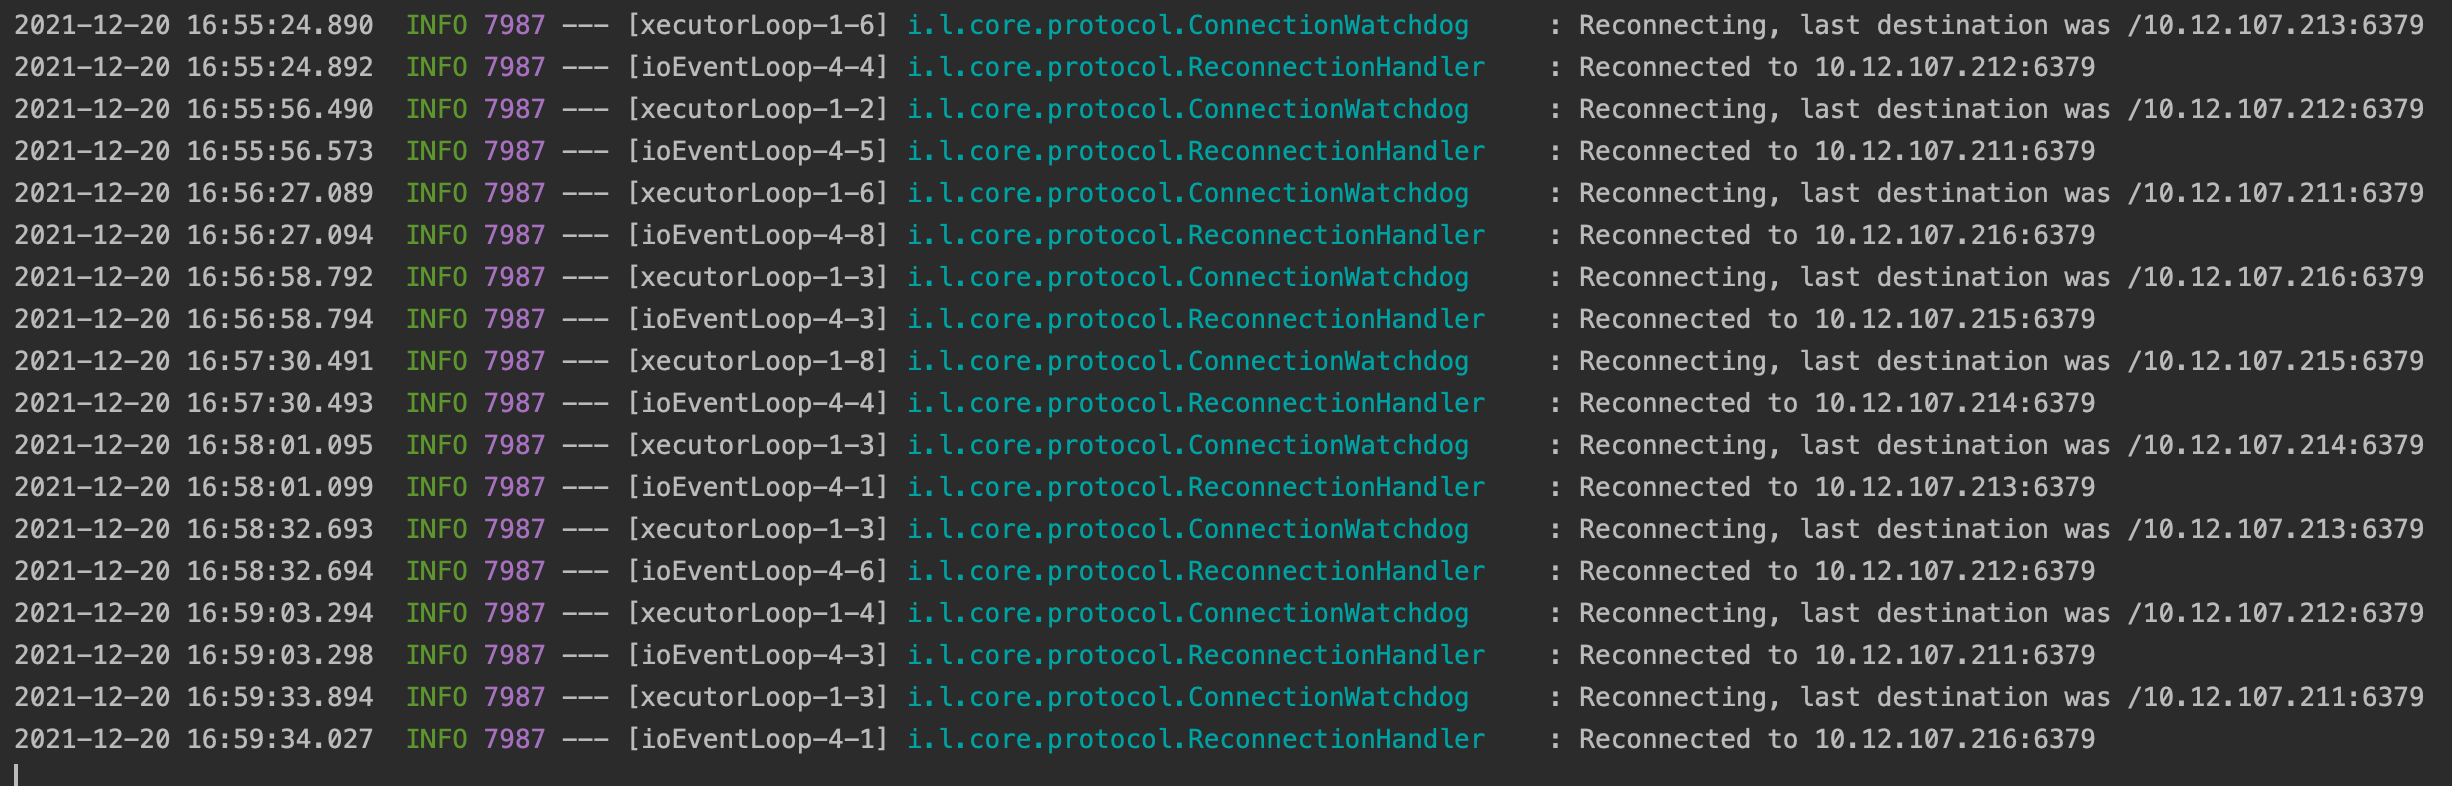 2021-12-20 16:55:24.890  INFO 7987 --- [xecutorLoop-1-6] i.l.core.protocol.ConnectionWatchdog     : Reconnecting, last destination was /10.12.107.213:6379
2021-12-20 16:55:24.892  INFO 7987 --- [ioEventLoop-4-4] i.l.core.protocol.ReconnectionHandler    : Reconnected to 10.12.107.212:6379
2021-12-20 16:55:56.490  INFO 7987 --- [xecutorLoop-1-2] i.l.core.protocol.ConnectionWatchdog     : Reconnecting, last destination was /10.12.107.212:6379
2021-12-20 16:55:56.573  INFO 7987 --- [ioEventLoop-4-5] i.l.core.protocol.ReconnectionHandler    : Reconnected to 10.12.107.211:6379
2021-12-20 16:56:27.089  INFO 7987 --- [xecutorLoop-1-6] i.l.core.protocol.ConnectionWatchdog     : Reconnecting, last destination was /10.12.107.211:6379
2021-12-20 16:56:27.094  INFO 7987 --- [ioEventLoop-4-8] i.l.core.protocol.ReconnectionHandler    : Reconnected to 10.12.107.216:6379
2021-12-20 16:56:58.792  INFO 7987 --- [xecutorLoop-1-3] i.l.core.protocol.ConnectionWatchdog     : Reconnecting, last destination was /10.12.107.216:6379
2021-12-20 16:56:58.794  INFO 7987 --- [ioEventLoop-4-3] i.l.core.protocol.ReconnectionHandler    : Reconnected to 10.12.107.215:6379
2021-12-20 16:57:30.491  INFO 7987 --- [xecutorLoop-1-8] i.l.core.protocol.ConnectionWatchdog     : Reconnecting, last destination was /10.12.107.215:6379
2021-12-20 16:57:30.493  INFO 7987 --- [ioEventLoop-4-4] i.l.core.protocol.ReconnectionHandler    : Reconnected to 10.12.107.214:6379
2021-12-20 16:58:01.095  INFO 7987 --- [xecutorLoop-1-3] i.l.core.protocol.ConnectionWatchdog     : Reconnecting, last destination was /10.12.107.214:6379
2021-12-20 16:58:01.099  INFO 7987 --- [ioEventLoop-4-1] i.l.core.protocol.ReconnectionHandler    : Reconnected to 10.12.107.213:6379
2021-12-20 16:58:32.693  INFO 7987 --- [xecutorLoop-1-3] i.l.core.protocol.ConnectionWatchdog     : Reconnecting, last destination was /10.12.107.213:6379
2021-12-20 16:58:32.694  INFO 7987 --- [ioEventLoop-4-6] i.l.core.protocol.ReconnectionHandler    : Reconnected to 10.12.107.212:6379
2021-12-20 16:59:03.294  INFO 7987 --- [xecutorLoop-1-4] i.l.core.protocol.ConnectionWatchdog     : Reconnecting, last destination was /10.12.107.212:6379
2021-12-20 16:59:03.298  INFO 7987 --- [ioEventLoop-4-3] i.l.core.protocol.ReconnectionHandler    : Reconnected to 10.12.107.211:6379
2021-12-20 16:59:33.894  INFO 7987 --- [xecutorLoop-1-3] i.l.core.protocol.ConnectionWatchdog     : Reconnecting, last destination was /10.12.107.211:6379
2021-12-20 16:59:34.027  INFO 7987 --- [ioEventLoop-4-1] i.l.core.protocol.ReconnectionHandler    : Reconnected to 10.12.107.216:6379